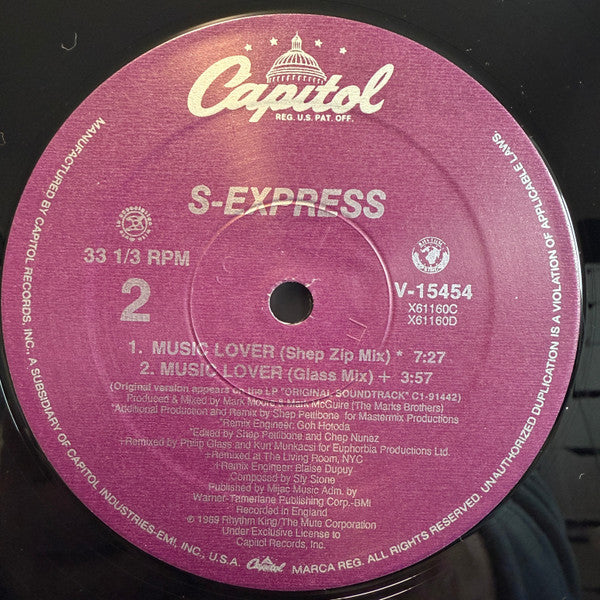 Capitol
REG. U.S. PAT. OFF.
S-EXPRESS
33 1/3 RPM
2
RHYTHM
V-15454
X61160C
X61160D
1. MUSIC LOVER (Shep Zip Mix) * 7:27
2. MUSIC LOVER (Glass Mix) + 3:57
(Original version appears on the LP "ORIGINAL SOUNDTRACK" C1-91442)
Produced & Mixed by Mark Moore & Mark McGuire (The Marks Brothers)
*Additional Production and Remix by Shep Pettibone for Mastermix Productions
*Remix Engineer: Goh Hotoda
*Edited by Shep Pettibone and Chep Nunez
+Remixed by Philip Glass and Kurt Munkacsi for Euphorbia Productions Ltd.
+Remixed at The Living Room, NYC
+Remix Engineer: Blaise Dupuy
Composed by Sly Stone
Published by Mijac Music Adm. by
Warner-Tamerlane Publishing Corp.-BMI
Recorded in England
℗ 1989 Rhythm King/The Mute Corporation
Under Exclusive License to
Capitol Records, Inc.
MANUFACTURED BY CAPITOL RECORDS, INC., A SUBSIDIARY OF CAPITOL INDUSTRIES-EMI, INC., U.S.A. Capitol MARCA REG. ALL RIGHTS RESERVED. UNAUTHORIZED DUPLICATION IS A VIOLATION OF APPLICABLE LAWS.